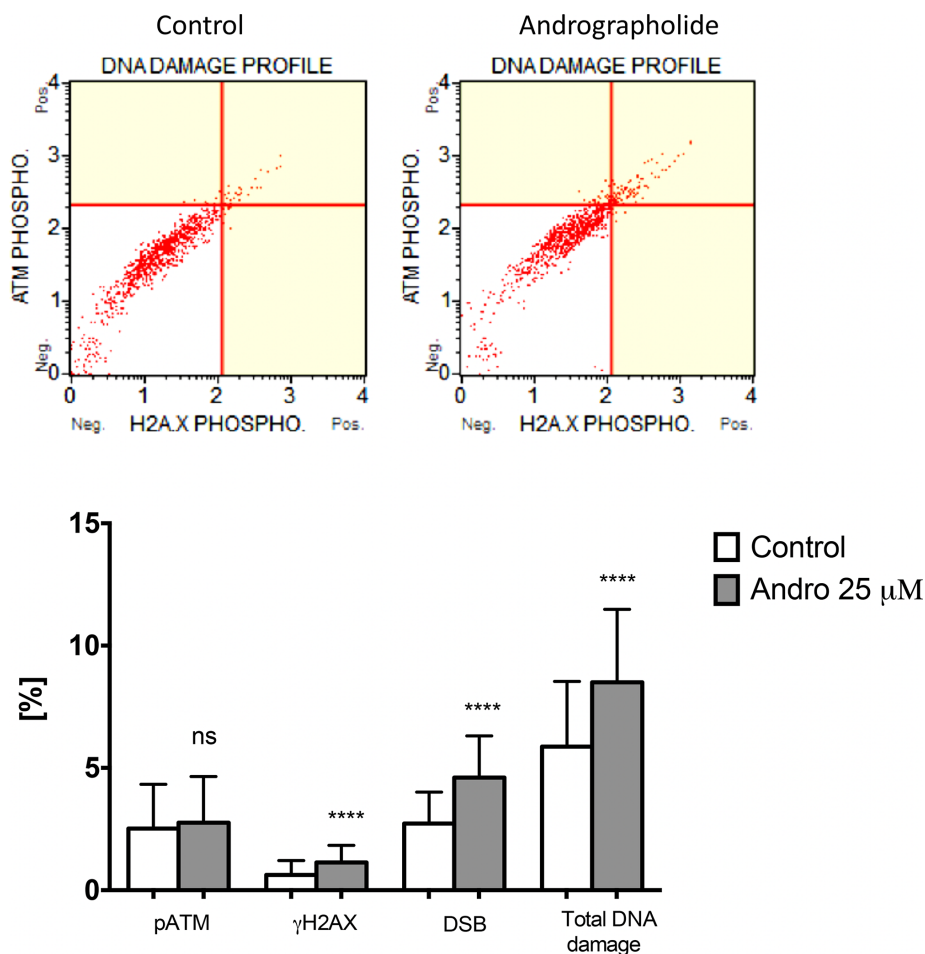 Control
Andrographolide
DNA DAMAGE PROFILE
DNA DAMAGE PROFILE
ATM PHOSPHO.
Neg.
Pos.
4
3
2
1
0
0
1
2
3
4
Neg.
H2A.X PHOSPHO.
Pos.
ATM PHOSPHO.
Neg.
Pos.
4
3
2
1
0
0
1
2
3
4
Neg.
H2A.X PHOSPHO.
Pos.
[%]
15
10
5
0
ns
****
****
****
pATM
γH2AX
DSB
Total DNA
damage
Control
Andro 25 μM